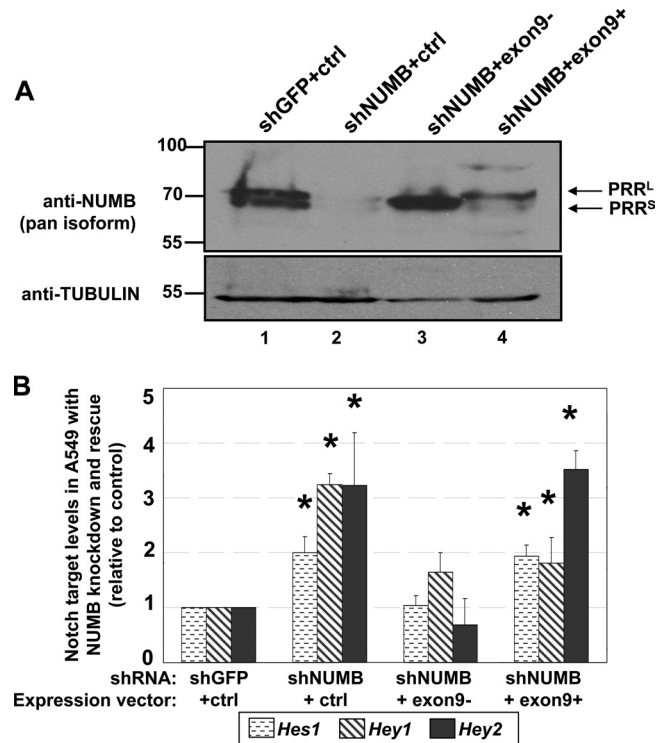 A
shGFP+ctrl
shNUMB+ctrl
shNUMB+exon9-
shNUMB+exon9+
100
70
55
anti-NUMB
(pan isoform)
PRRL
PRRS
anti-TUBULIN
55
1 2 3 4
B
Notch target levels in A549 with
NUMB knockdown and rescue
(relative to control)
5
4
3
2
1
0
* * * * * *
shRNA: shGFP shNUMB shNUMB shNUMB
Expression vector: +ctrl + ctrl + exon9- + exon9+
Hes1 Hey1 Hey2